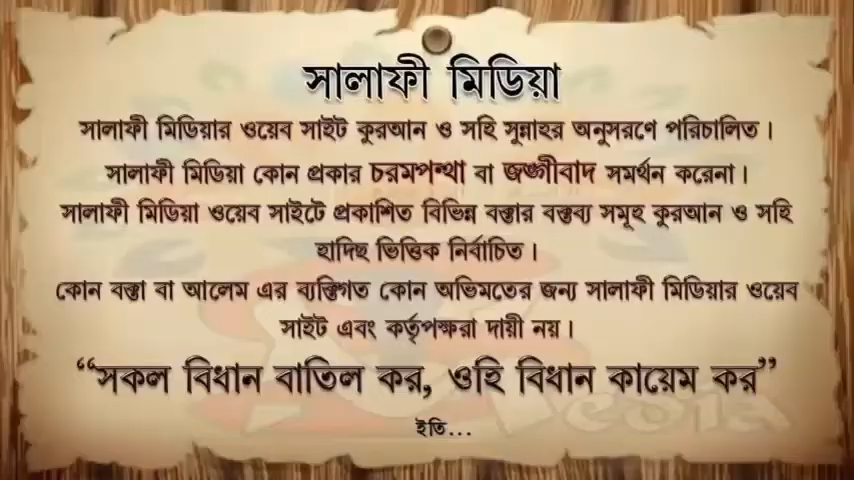 সালাফী মিডিয়া
সালাফী মিডিয়ার ওয়েব সাইট কুরআন ও সহি সুন্নাহর অনুসরণে পরিচালিত।
সালাফী মিডিয়া কোন প্রকার চরমপন্থা বা জঙ্গীবাদ সমর্থন করেনা।
সালাফী মিডিয়া ওয়েব সাইটে প্রকাশিত বিভিন্ন বক্তার বক্তব্য সমূহ কুরআন ও সহি
হাদিছ ভিত্তিক নির্বাচিত।
কোন বক্তা বা আলেম এর ব্যক্তিগত কোন অভিমতের জন্য সালাফী মিডিয়ার ওয়েব
সাইট এবং কর্তৃপক্ষরা দায়ী নয়।
“সকল বিধান বাতিল কর, ওহি বিধান কায়েম কর”
ইতি...